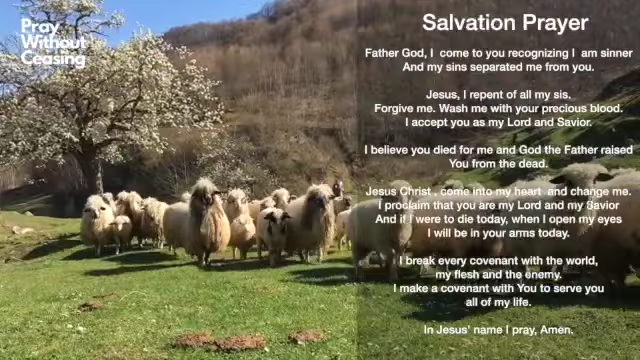 Pray
Without
Ceasing
Salvation Prayer
Father God, I come to you recognizing I am sinner
And my sins separated me from you.
Jesus, I repent of all my sis.
Forgive me. Wash me with your precious blood.
I accept you as my Lord and Savior.
I believe you died for me and God the Father raised
You from the dead.
Jesus Christ , come into my heart and change me.
I proclaim that you are my Lord and my Savior
And if I were to die today, when I open my eyes
I will be in your arms today.
I break every covenant with the world,
my flesh and the enemy.
I make a covenant with You to serve you
all of my life.
In Jesus' name I pray, Amen.